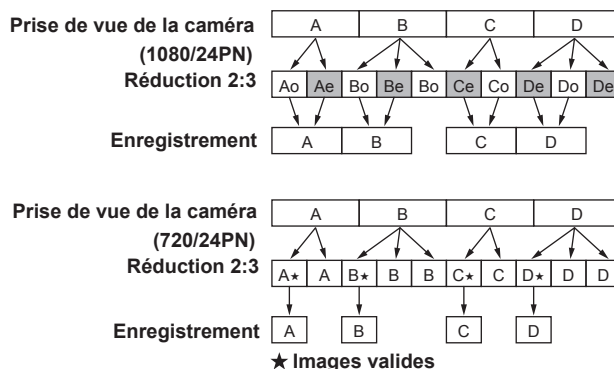 Prise de vue de la caméra A B C D
(1080/24PN)
Réduction 2:3 Ao Ae Bo Be Bo Ce Co De Do De
Enregistrement A B C D
Prise de vue de la caméra A B C D
(720/24PN)
Réduction 2:3 A★ A B★ B B C★ C D★ D D
Enregistrement A B C D
★ Images valides